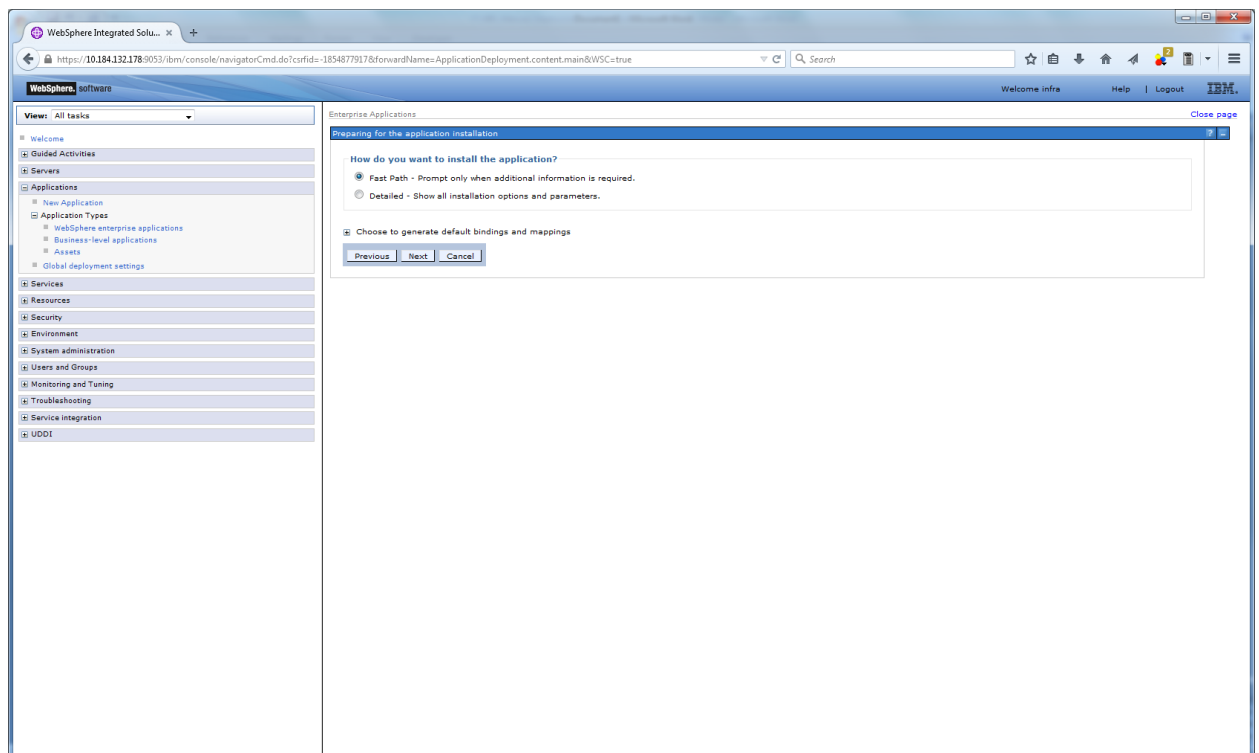 WebSphere Integrated Solu... × +
https://10.184.132.178:9053/ibm/console/navigatorCmd.do?csrfid=-1854877917&forwardName=ApplicationDeployment.content.main&WSC=true
Search
2
WebSphere. software
Welcome infra
Help | Logout
IBM.
View: All tasks
Welcome
Guided Activities
Servers
Applications
New Application
Application Types
WebSphere enterprise applications
Business-level applications
Assets
Global deployment settings
Services
Resources
Security
Environment
System administration
Users and Groups
Monitoring and Tuning
Troubleshooting
Service integration
UDDI
Enterprise Applications
Close page
Preparing for the application installation
? -
How do you want to install the application?
Fast Path - Prompt only when additional information is required.
Detailed - Show all installation options and parameters.
Choose to generate default bindings and mappings
Previous Next Cancel